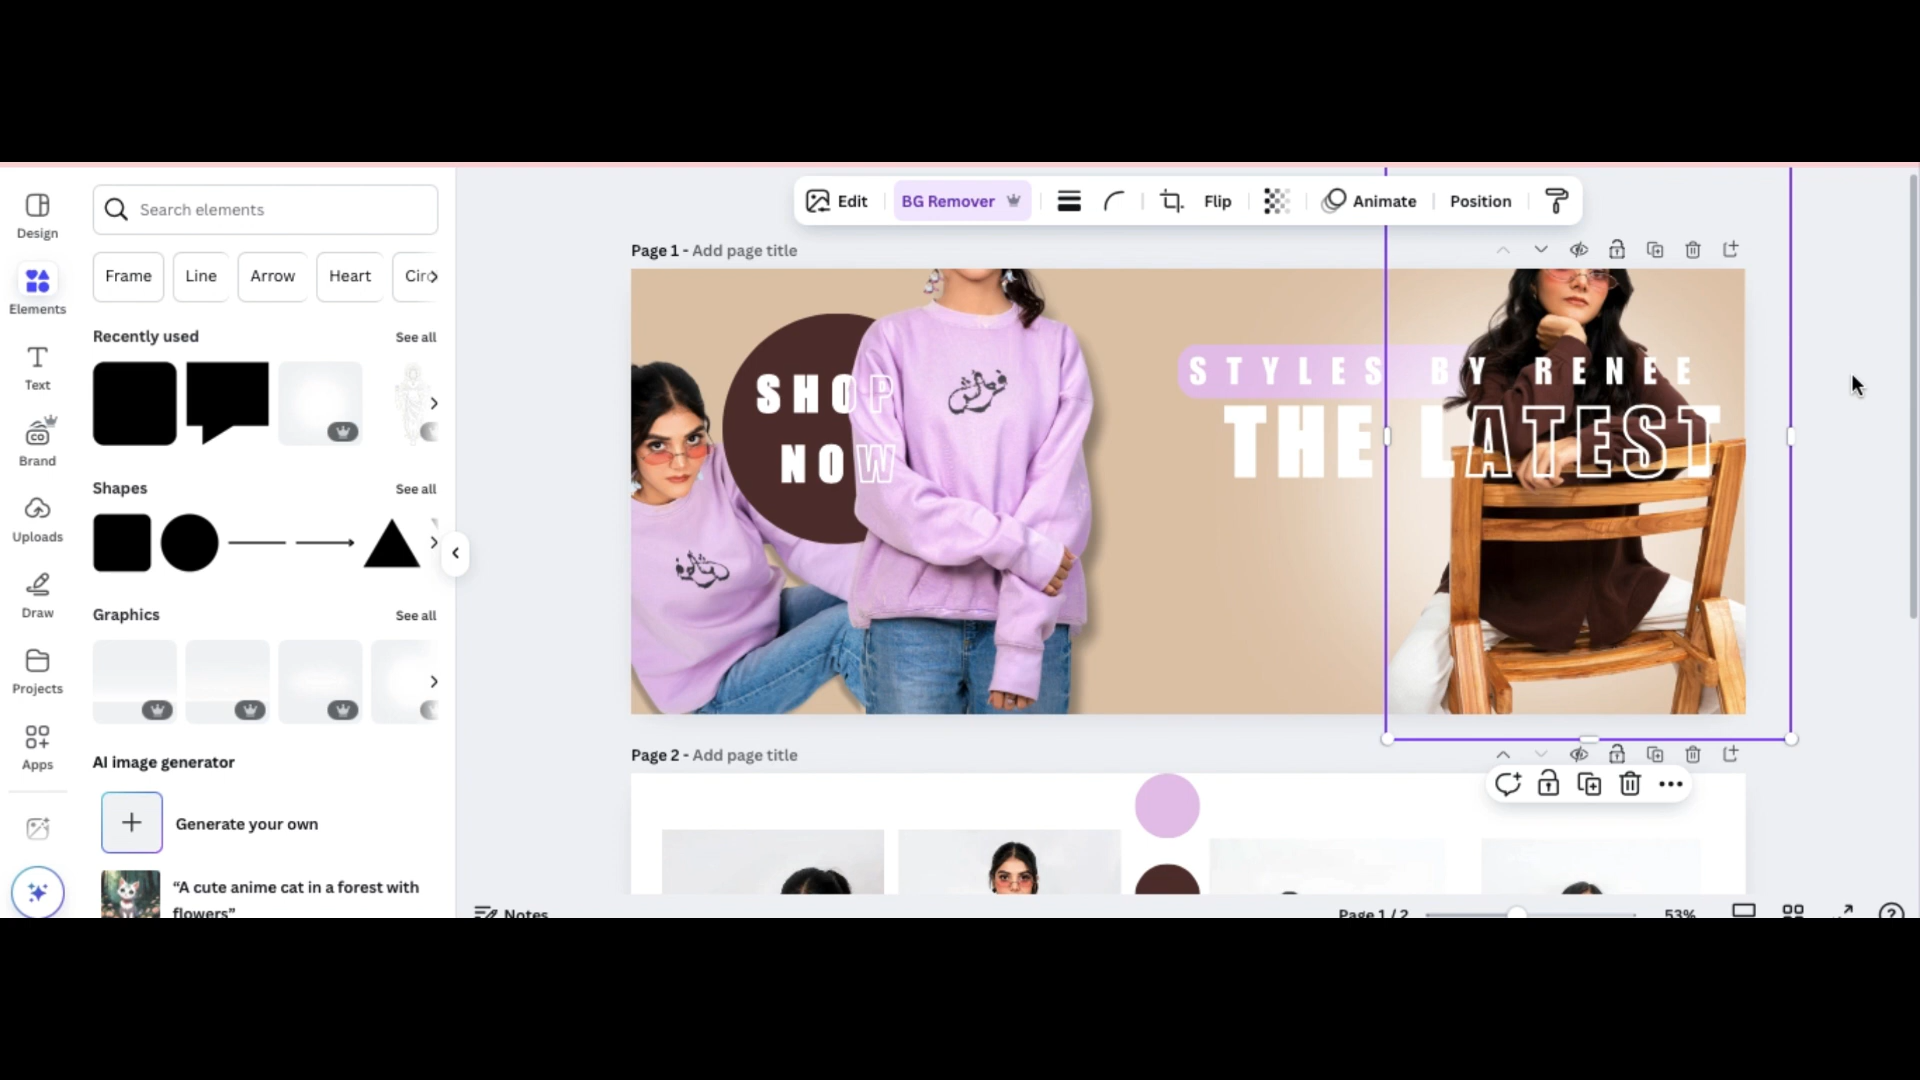 Edit
BG Remover
Flip
Animate
Position
Design
Elements
Text
Brand
CO
Uploads
Draw
Projects
Apps
Search elements
Frame
Line
Arrow
Heart
Recently used
See all
Shapes
See all
Graphics
See all
AI image generator
Generate your own
“A cute anime cat in a forest with
flowers”
Page 1 - Add page title
SHOP
NOW
STYLES BY RENEE
THE LATEST
Page 2 - Add page title
Notes
Page 1 / 2
53%